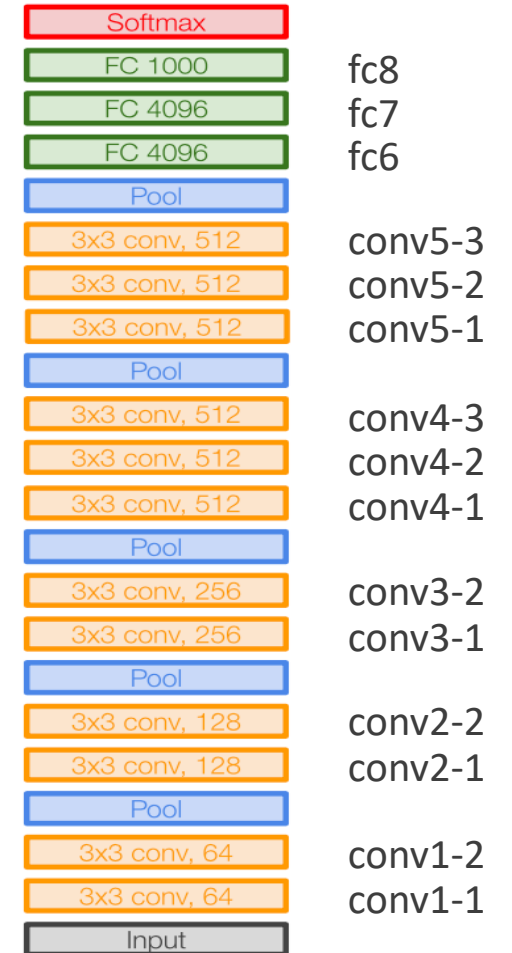 Softmax
FC 1000 fc8
FC 4096 fc7
FC 4096 fc6
Pool
3x3 conv, 512 conv5-3
3x3 conv, 512 conv5-2
3x3 conv, 512 conv5-1
Pool
3x3 conv, 512 conv4-3
3x3 conv, 512 conv4-2
3x3 conv, 512 conv4-1
Pool
3x3 conv, 256 conv3-2
3x3 conv, 256 conv3-1
Pool
3x3 conv, 128 conv2-2
3x3 conv, 128 conv2-1
Pool
3x3 conv, 64 conv1-2
3x3 conv, 64 conv1-1
Input